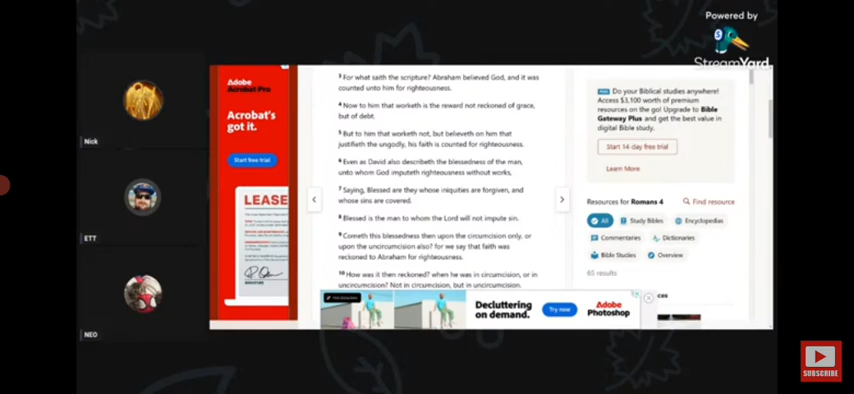 Powered by
StreamYard
Nick
ETT
NEO
Adobe
Acrobat Pro
Acrobat's
got it.
Start free trial
LEASE
3 For what saith the scripture? Abraham believed God, and it was
counted unto him for righteousness.
4 Now to him that worketh is the reward not reckoned of grace,
but of debt.
5 But to him that worketh not, but believeth on him that
justifieth the ungodly, his faith is counted for righteousness.
6 Even as David also describeth the blessedness of the man,
unto whom God imputeth righteousness without works,
7 Saying, Blessed are they whose iniquities are forgiven, and
whose sins are covered.
8 Blessed is the man to whom the Lord will not impute sin.
9 Cometh this blessedness then upon the circumcision only, or
upon the uncircumcision also? for we say that faith was
reckoned to Abraham for righteousness.
10 How was it then reckoned? when he was in circumcision, or in
uncircumcision? Not in circumcision, but in uncircumcision.
Decluttering
on demand.
Try now
Adobe
Photoshop
Do your Biblical studies anywhere!
Access $3,100 worth of premium
resources on the go! Upgrade to Bible
Gateway Plus and get the best value in
digital Bible study.
Start 14-day free trial
Learn More
Resources for Romans 4
Find resource
All
Study Bibles
Encyclopedias
Commentaries
Dictionaries
Bible Studies
Overview
65 results
ces
SUBSCRIBE